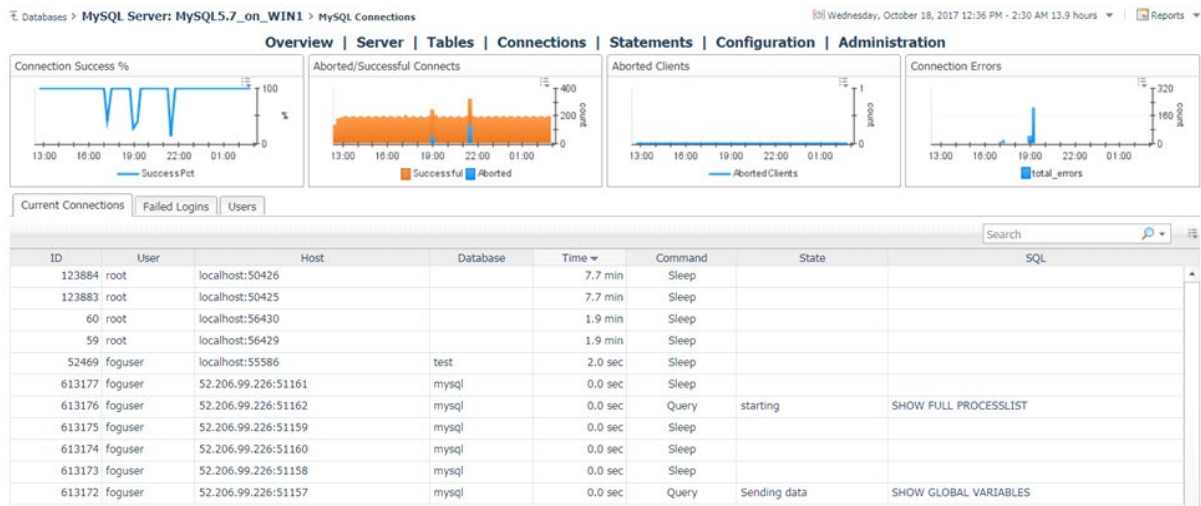 Databases > MySQL Server: MySQL5.7_on_WIN1 > MySQL Connections
Wednesday, October 18, 2017 12:36 PM - 2:30 AM 13.9 hours
Reports
Overview | Server | Tables | Connections | Statements | Configuration | Administration
Connection Success %
100
%
0
13:00 16:00 19:00 22:00 01:00
Success Pct
Aborted/Successful Connects
400
200
0
count
13:00 16:00 19:00 22:00 01:00
Successful Aborted
Aborted Clients
1
0
count
13:00 16:00 19:00 22:00 01:00
Aborted Clients
Connection Errors
320
160
0
count
13:00 16:00 19:00 22:00 01:00
total_errors
Current Connections Failed Logins Users
Search
ID User Host Database Time Command State SQL
123884 root localhost:50426 7.7 min Sleep
123883 root localhost:50425 7.7 min Sleep
60 root localhost:56430 1.9 min Sleep
59 root localhost:56429 1.9 min Sleep
52469 foguser localhost:55586 test 2.0 sec Sleep
613177 foguser 52.206.99.226:51161 mysql 0.0 sec Sleep
613176 foguser 52.206.99.226:51162 mysql 0.0 sec Query starting SHOW FULL PROCESSLIST
613175 foguser 52.206.99.226:51159 mysql 0.0 sec Sleep
613174 foguser 52.206.99.226:51160 mysql 0.0 sec Sleep
613173 foguser 52.206.99.226:51158 mysql 0.0 sec Sleep
613172 foguser 52.206.99.226:51157 mysql 0.0 sec Query Sending data SHOW GLOBAL VARIABLES